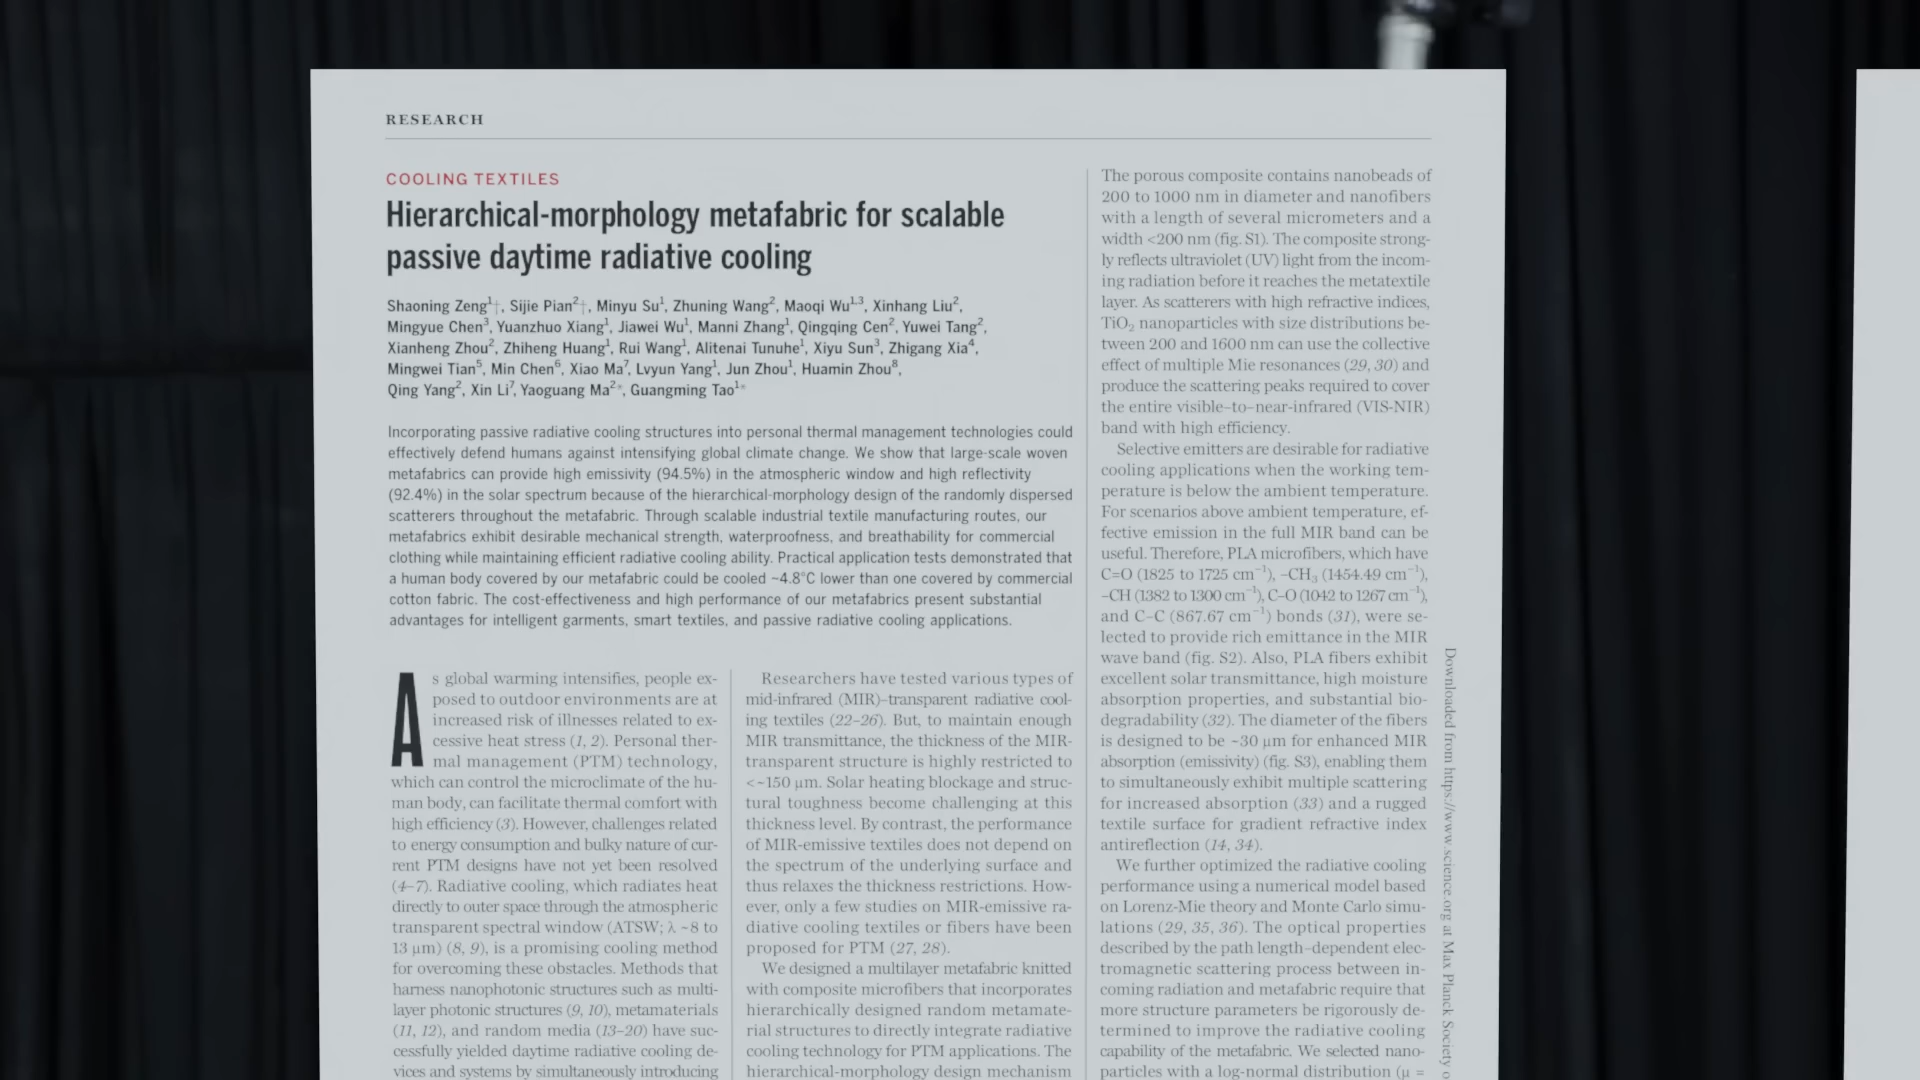 RESEARCH
COOLING TEXTILES
Hierarchical-morphology metafabric for scalable
passive daytime radiative cooling
Shaoning Zeng¹†, Sijie Pian²†, Minyu Su¹, Zhuning Wang², Maoqi Wu¹,³, Xinhang Liu²,
Mingyue Chen³, Yuanzhuo Xiang¹, Jiawei Wu¹, Manni Zhang¹, Qingqing Cen², Yuwei Tang²,
Xianheng Zhou², Zhiheng Huang¹, Rui Wang¹, Alitenai Tunuhe¹, Xiyu Sun³, Zhigang Xia⁴,
Mingwei Tian⁵, Min Chen⁶, Xiao Ma⁷, Lvyun Yang¹, Jun Zhou¹, Huamin Zhou⁸,
Qing Yang², Xin Li⁷, Yaoguang Ma²*, Guangming Tao¹*
Incorporating passive radiative cooling structures into personal thermal management technologies could
effectively defend humans against intensifying global climate change. We show that large-scale woven
metafabrics can provide high emissivity (94.5%) in the atmospheric window and high reflectivity
(92.4%) in the solar spectrum because of the hierarchical-morphology design of the randomly dispersed
scatterers throughout the metafabric. Through scalable industrial textile manufacturing routes, our
metafabrics exhibit desirable mechanical strength, waterproofness, and breathability for commercial
clothing while maintaining efficient radiative cooling ability. Practical application tests demonstrated that
a human body covered by our metafabric could be cooled ~4.8°C lower than one covered by commercial
cotton fabric. The cost-effectiveness and high performance of our metafabrics present substantial
advantages for intelligent garments, smart textiles, and passive radiative cooling applications.
As global warming intensifies, people ex-
posed to outdoor environments are at
increased risk of illnesses related to ex-
cessive heat stress (1, 2). Personal ther-
mal management (PTM) technology,
which can control the microclimate of the hu-
man body, can facilitate thermal comfort with
high efficiency (3). However, challenges related
to energy consumption and bulky nature of cur-
rent PTM designs have not yet been resolved
(4–7). Radiative cooling, which radiates heat
directly to outer space through the atmospheric
transparent spectral window (ATSW; λ ~8 to
13 μm) (8, 9), is a promising cooling method
for overcoming these obstacles. Methods that
harness nanophotonic structures such as multi-
layer photonic structures (9, 10), metamaterials
(11, 12), and random media (13–20) have suc-
cessfully yielded daytime radiative cooling de-
vices and systems by simultaneously introducing
Researchers have tested various types of
mid-infrared (MIR)–transparent radiative cool-
ing textiles (22–26). But, to maintain enough
MIR transmittance, the thickness of the MIR-
transparent structure is highly restricted to
<~150 μm. Solar heating blockage and struc-
tural toughness become challenging at this
thickness level. By contrast, the performance
of MIR-emissive textiles does not depend on
the spectrum of the underlying surface and
thus relaxes the thickness restrictions. How-
ever, only a few studies on MIR-emissive ra-
diative cooling textiles or fibers have been
proposed for PTM (27, 28).
We designed a multilayer metafabric knitted
with composite microfibers that incorporates
hierarchically designed random metamate-
rial structures to directly integrate radiative
cooling technology for PTM applications. The
hierarchical-morphology design mechanism
The porous composite contains nanobeads of
200 to 1000 nm in diameter and nanofibers
with a length of several micrometers and a
width <200 nm (fig. S1). The composite strong-
ly reflects ultraviolet (UV) light from the incom-
ing radiation before it reaches the metatextile
layer. As scatterers with high refractive indices,
TiO₂ nanoparticles with size distributions be-
tween 200 and 1600 nm can use the collective
effect of multiple Mie resonances (29, 30) and
produce the scattering peaks required to cover
the entire visible–to–near-infrared (VIS-NIR)
band with high efficiency.
Selective emitters are desirable for radiative
cooling applications when the working tem-
perature is below the ambient temperature.
For scenarios above ambient temperature, ef-
fective emission in the full MIR band can be
useful. Therefore, PLA microfibers, which have
C=O (1825 to 1725 cm⁻¹), –CH₃ (1454.49 cm⁻¹),
–CH (1382 to 1300 cm⁻¹), C–O (1042 to 1267 cm⁻¹),
and C–C (867.67 cm⁻¹) bonds (31), were se-
lected to provide rich emittance in the MIR
wave band (fig. S2). Also, PLA fibers exhibit
excellent solar transmittance, high moisture
absorption properties, and substantial bio-
degradability (32). The diameter of the fibers
is designed to be ~30 μm for enhanced MIR
absorption (emissivity) (fig. S3), enabling them
to simultaneously exhibit multiple scattering
for increased absorption (33) and a rugged
textile surface for gradient refractive index
antireflection (14, 34).
We further optimized the radiative cooling
performance using a numerical model based
on Lorenz-Mie theory and Monte Carlo simu-
lations (29, 35, 36). The optical properties
described by the path length–dependent elec-
tromagnetic scattering process between in-
coming radiation and metafabric require that
more structure parameters be rigorously de-
termined to improve the radiative cooling
capability of the metafabric. We selected nano-
particles with a log-normal distribution (μ =
Downloaded from https://www.science.org at Max Planck Society o